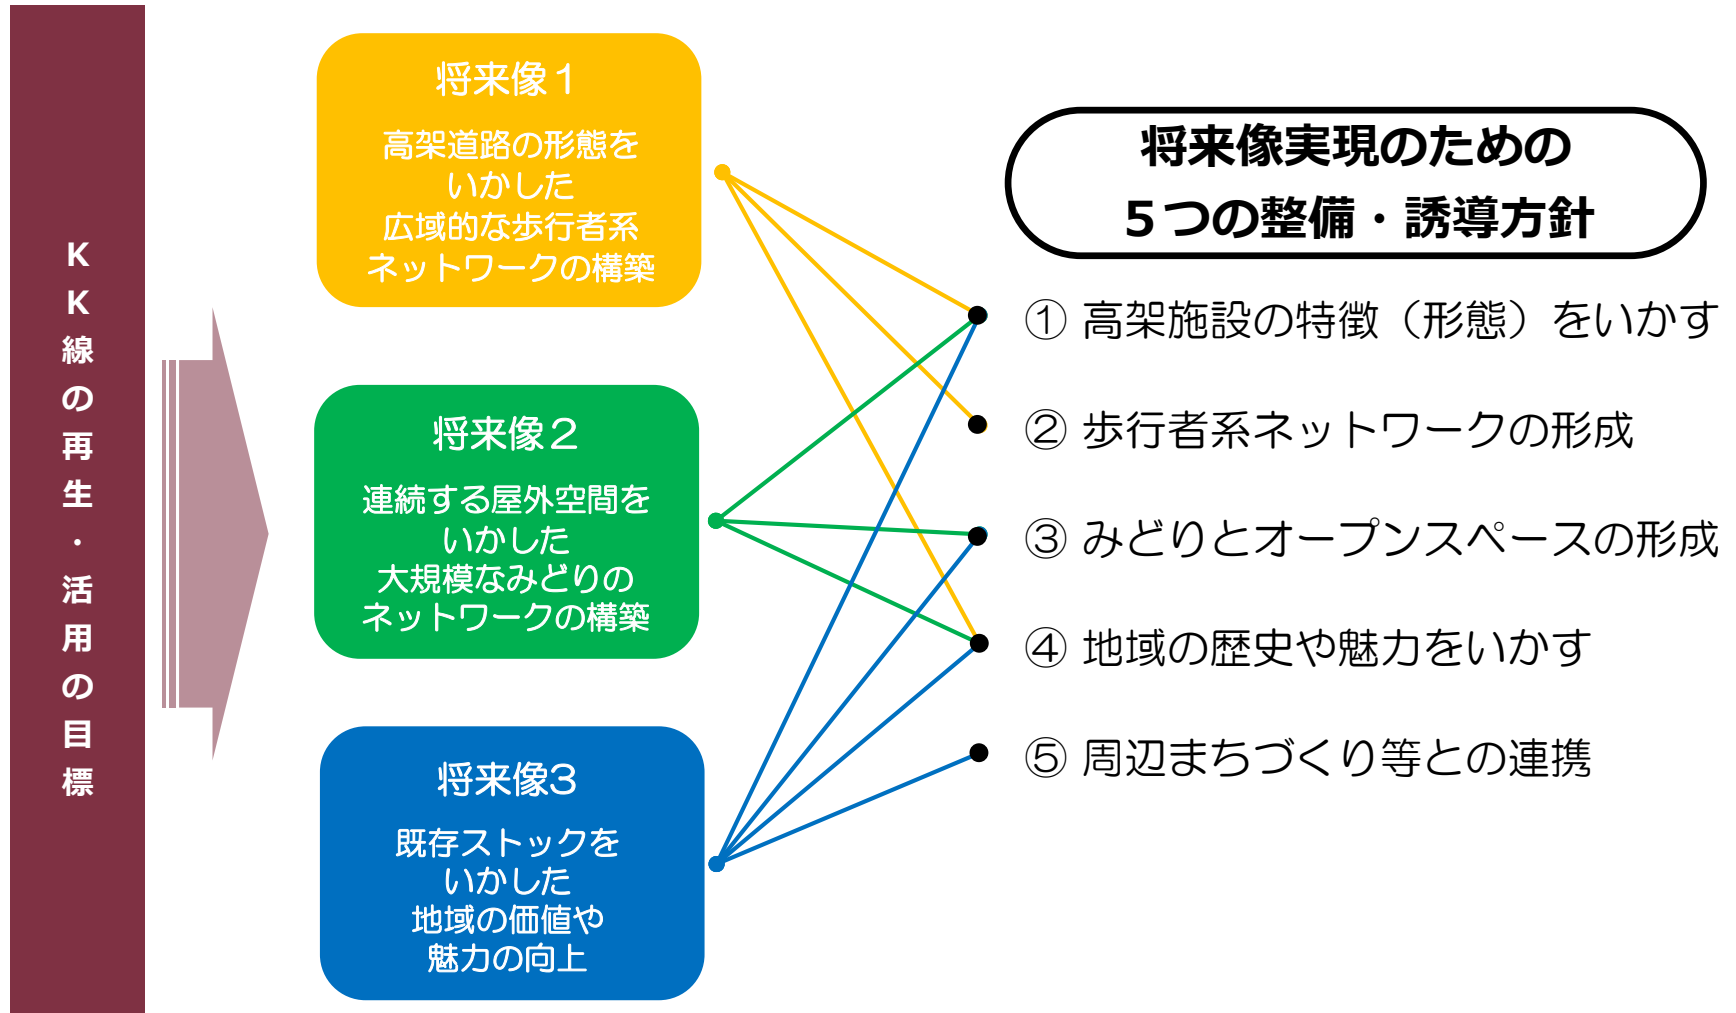 KK線の再生・活用の目標
将来像１
高架道路の形態を
いかした
広域的な歩行者系
ネットワークの構築
将来像２
連続する屋外空間を
いかした
大規模なみどりの
ネットワークの構築
将来像3
既存ストックを
いかした
地域の価値や
魅力の向上
将来像実現のための
５つの整備・誘導方針
① 高架施設の特徴（形態）をいかす
② 歩行者系ネットワークの形成
③ みどりとオープンスペースの形成
④ 地域の歴史や魅力をいかす
⑤ 周辺まちづくり等との連携